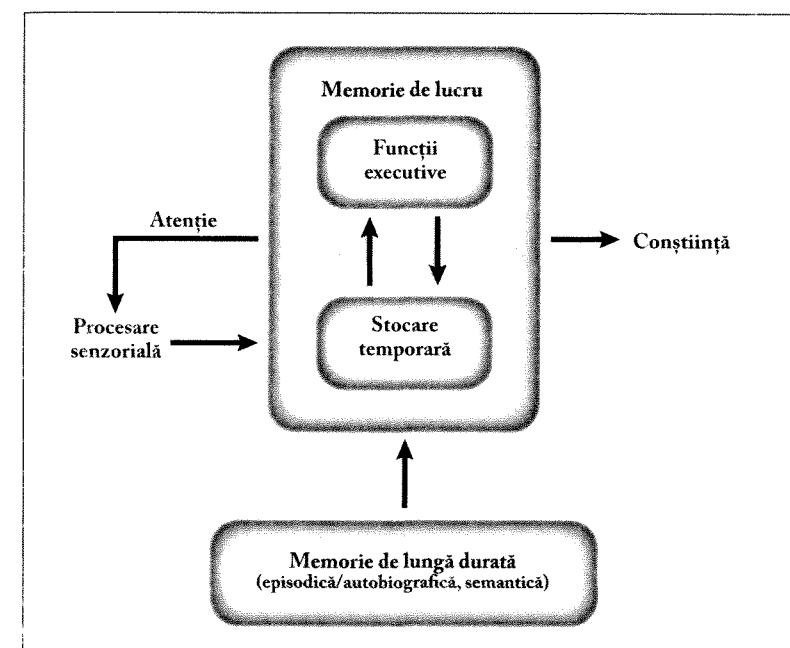 Memorie de lucru
Funcții
executive
Atenție
Conștiință
Procesare
senzorială
Stocare
temporară
Memorie de lungă durată
(episodică/autobiografică, semantică)